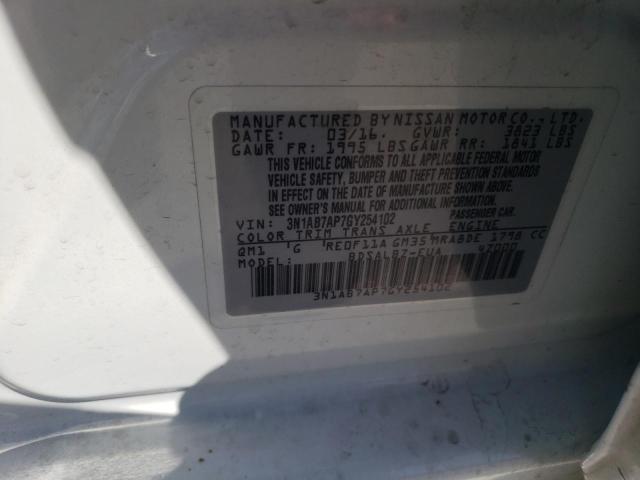 MANUFACTURED BY NISSAN MOTOR CO., LTD.
DATE: 03/16. GVWR: 3823 LBS
GAWR FR: 1995 LBS GAWR RR: 1841 LBS
THIS VEHICLE CONFORMS TO ALL APPLICABLE FEDERAL MOTOR
VEHICLE SAFETY, BUMPER AND THEFT PREVENTION STANDARDS
IN EFFECT ON THE DATE OF MANUFACTURE SHOWN ABOVE.
SEE OWNER'S MANUAL FOR ADDITIONAL INFORMATION
VIN: 3N1AB7AP7GY254102 PASSENGER CAR
COLOR TRIM TRANS AXLE ENGINE
QM1 G RE0F11A GM35 MRA8DE 1798 CC
MODEL: BDSALBZ-EUA
3N1AB7AP7GY254102